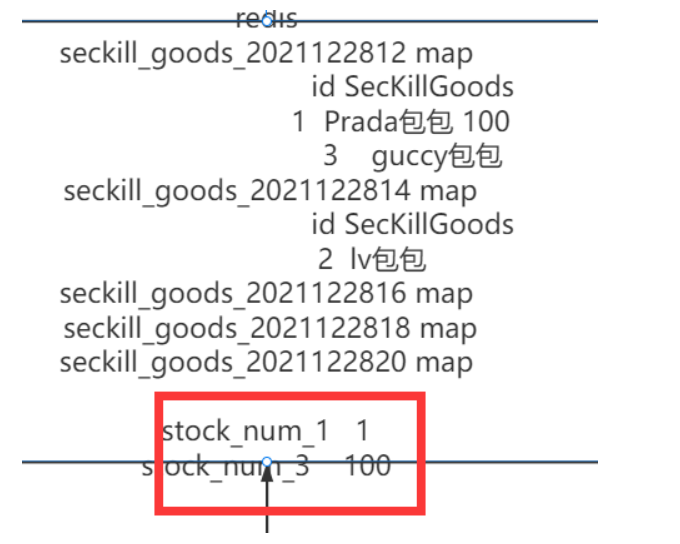 redis
seckill_goods_2021122812 map
id SecKillGoods
1 Prada包包 100
3 guccy包包
seckill_goods_2021122814 map
id SecKillGoods
2 lv包包
seckill_goods_2021122816 map
seckill_goods_2021122818 map
seckill_goods_2021122820 map
stock_num_1 1
stock_num_3 100